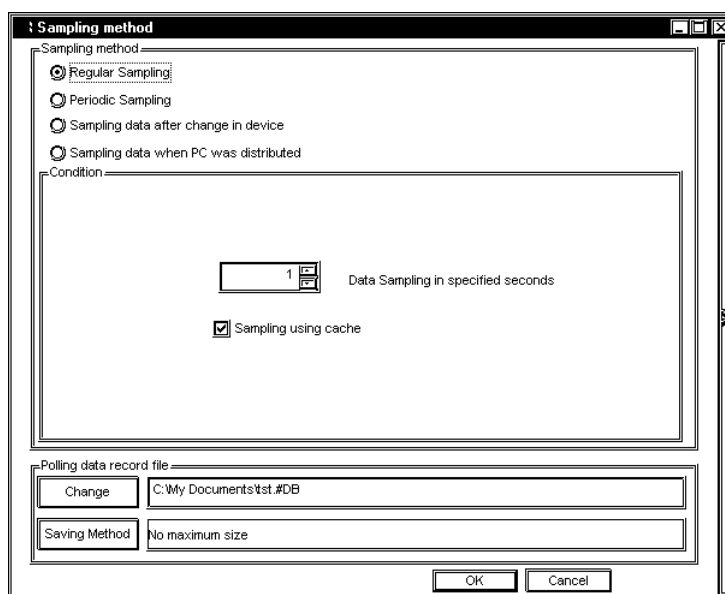 Sampling method
Sampling method
Regular Sampling
Periodic Sampling
Sampling data after change in device
Sampling data when PC was distributed
Condition
1
Data Sampling in specified seconds
Sampling using cache
Polling data record file
Change
C:\My Documents\tst.#DB
Saving Method
No maximum size
OK
Cancel